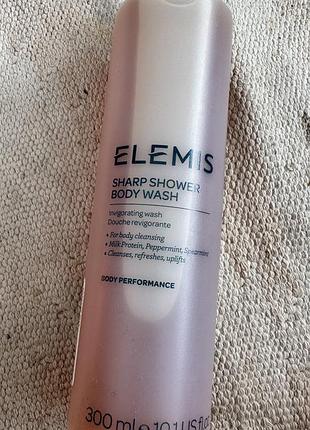 ELEMIS
SHARP SHOWER
BODY WASH
Invigorating wash
Douche revigorante
• For body cleansing
• Milk Protein, Peppermint, Spearmint
• Cleanses, refreshes, uplifts
BODY PERFORMANCE
300 ml e 10.1 US fl.oz